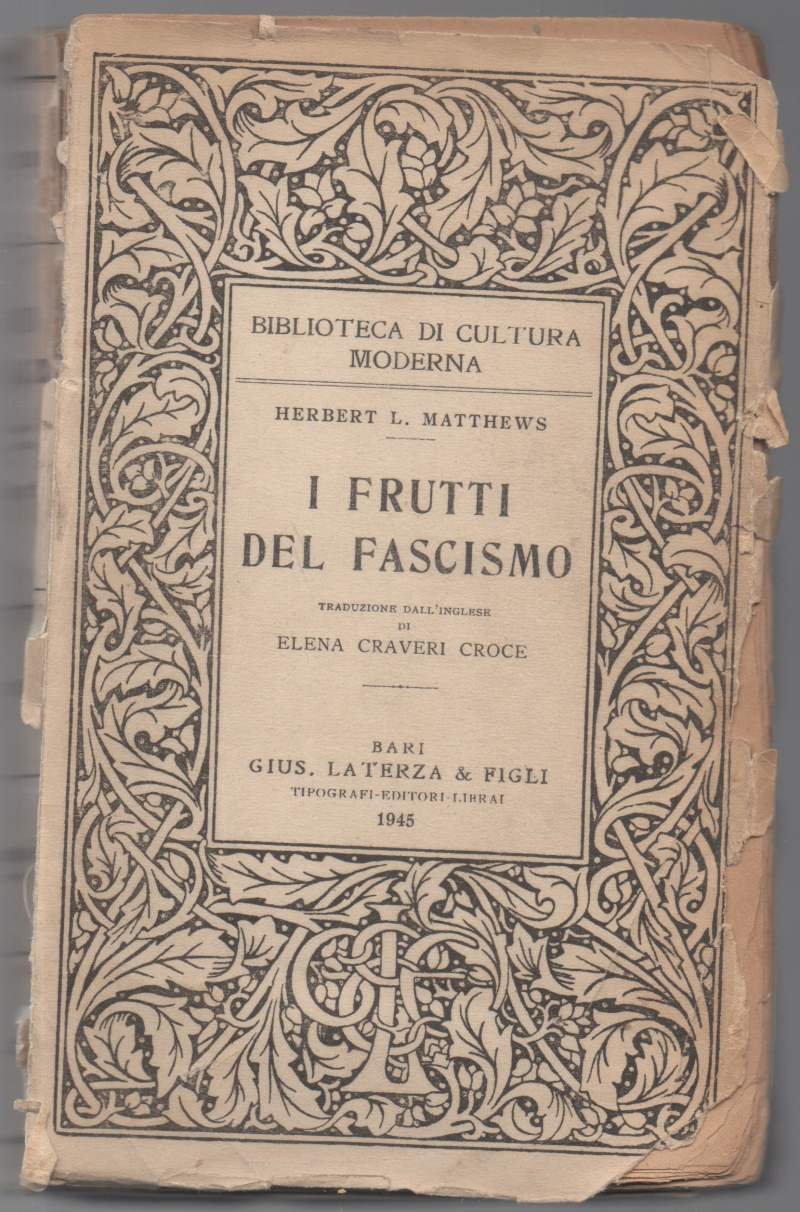 BIBLIOTECA DI CULTURA
MODERNA
HERBERT L. MATTHEWS
I FRUTTI
DEL FASCISMO
TRADUZIONE DALL'INGLESE
DI
ELENA CRAVERI CROCE
BARI
GIUS. LATERZA & FIGLI
TIPOGRAFI-EDITORI-LIBRAI
1945